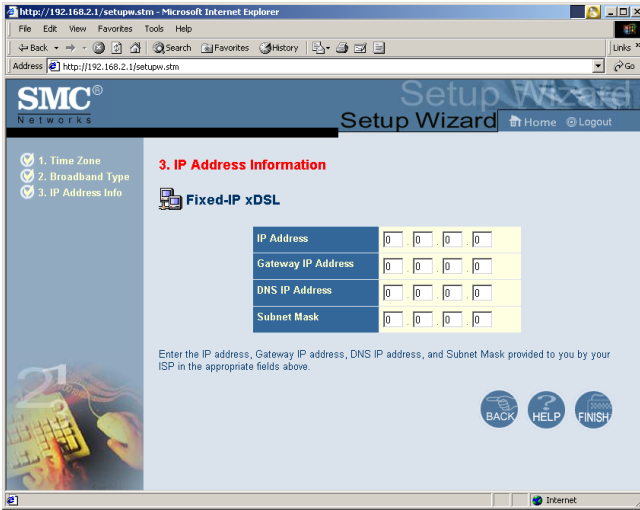 http://192.168.2.1/setupw.stm - Microsoft Internet Explorer
File Edit View Favorites Tools Help
Back Search Favorites History Links »
Address http://192.168.2.1/setupw.stm Go
SMC®
Networks
Setup Wizard
Setup Wizard Home Logout
1. Time Zone
2. Broadband Type
3. IP Address Info
3. IP Address Information
Fixed-IP xDSL
IP Address 0 . 0 . 0 . 0
Gateway IP Address 0 . 0 . 0 . 0
DNS IP Address 0 . 0 . 0 . 0
Subnet Mask 0 . 0 . 0 . 0
Enter the IP address, Gateway IP address, DNS IP address, and Subnet Mask provided to you by your
ISP in the appropriate fields above.
BACK HELP FINISH
Internet